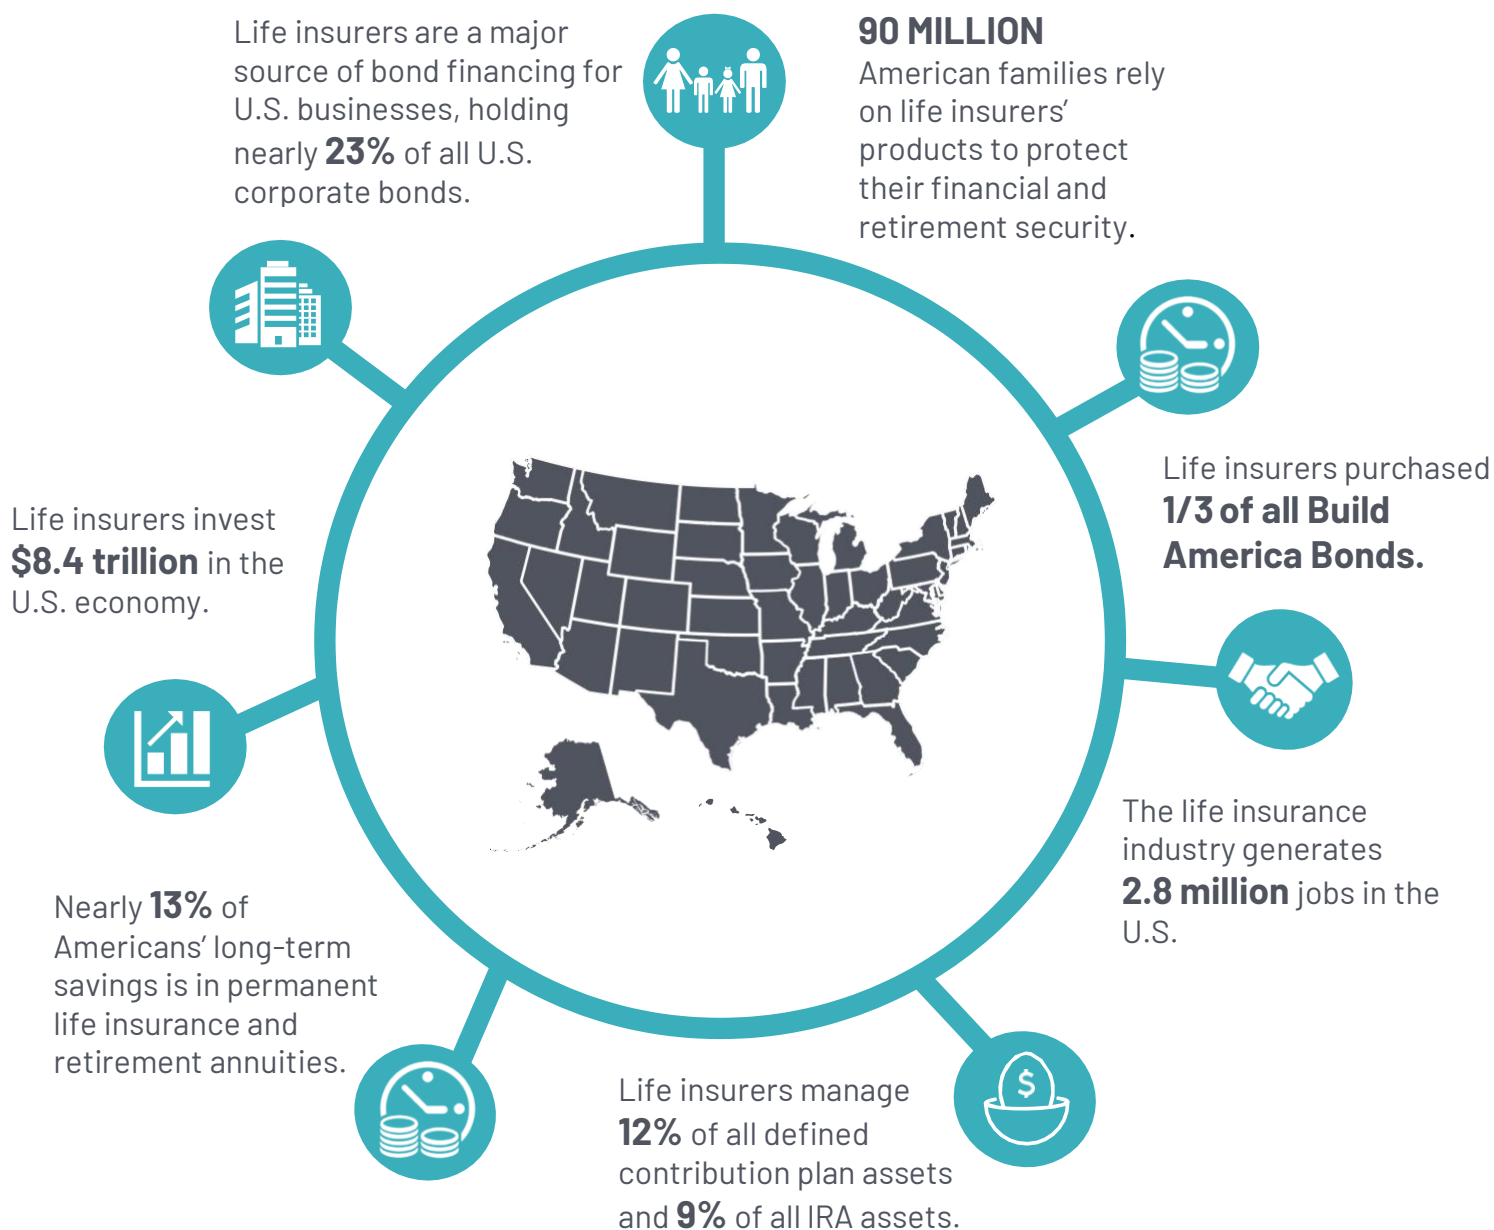 Life insurers are a major
source of bond financing for
U.S. businesses, holding
nearly 23% of all U.S.
corporate bonds.
90 MILLION
American families rely
on life insurers’
products to protect
their financial and
retirement security.
Life insurers purchased
1/3 of all Build
America Bonds.
Life insurers invest
$8.4 trillion in the
U.S. economy.
The life insurance
industry generates
2.8 million jobs in the
U.S.
Nearly 13% of
Americans’ long-term
savings is in permanent
life insurance and
retirement annuities.
Life insurers manage
12% of all defined
contribution plan assets
and 9% of all IRA assets.
$